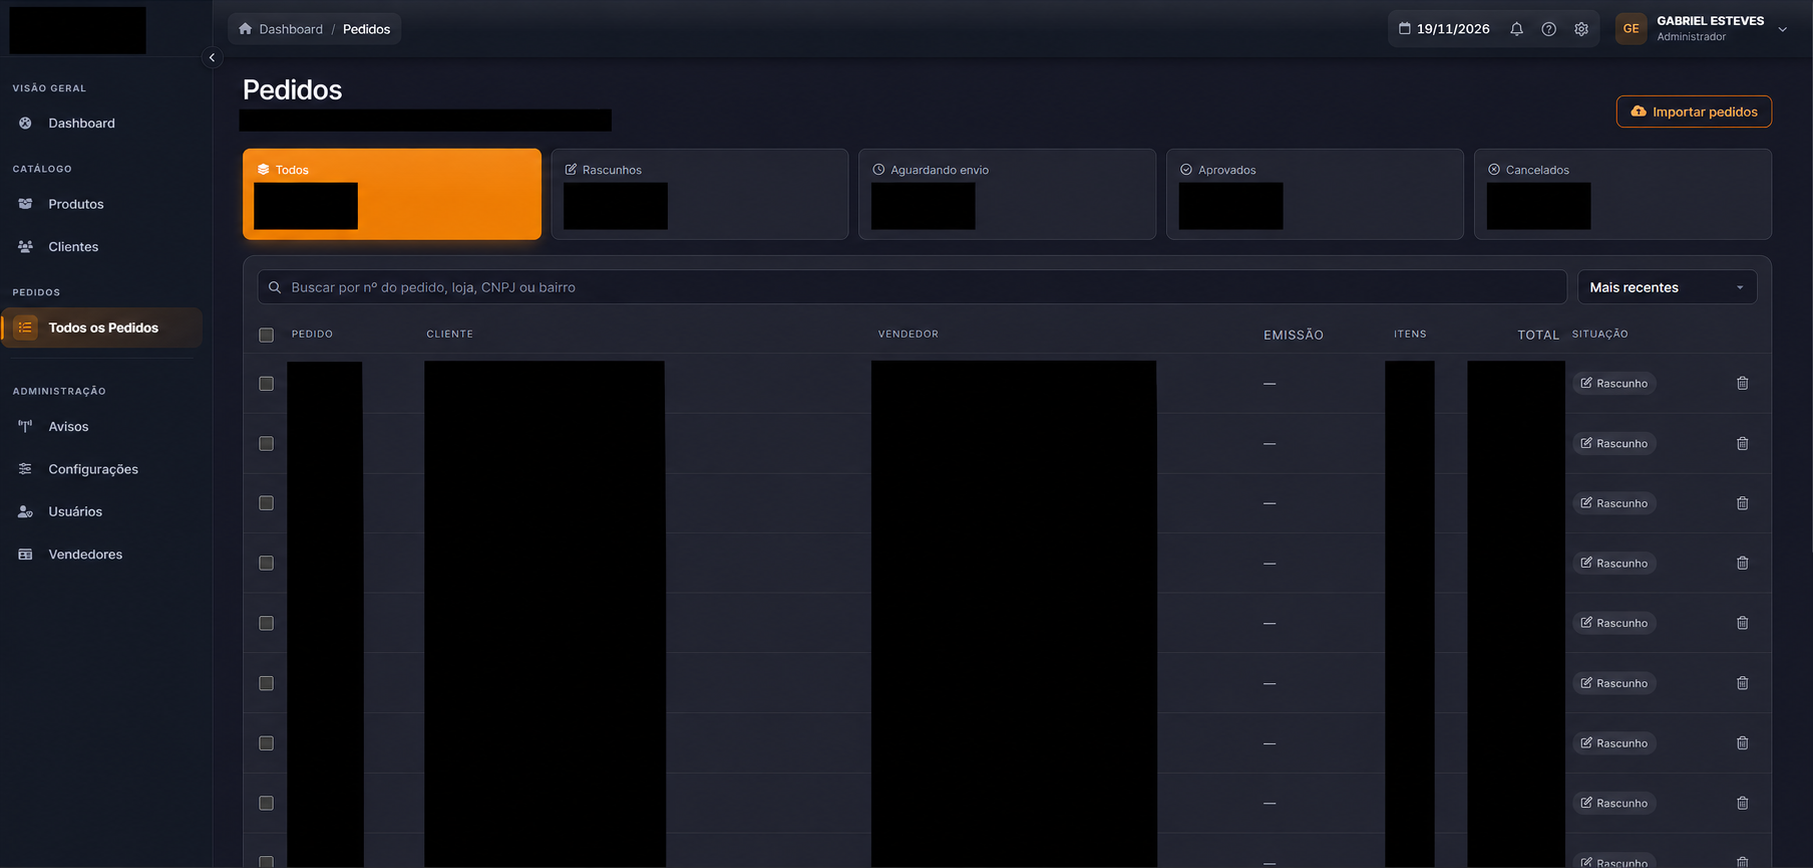 Dashboard / Pedidos
19/11/2026
GE
GABRIEL ESTEVES
Administrador
VISÃO GERAL
Dashboard
CATÁLOGO
Produtos
Clientes
PEDIDOS
Todos os Pedidos
ADMINISTRAÇÃO
Avisos
Configurações
Usuários
Vendedores
Pedidos
Importar pedidos
Todos
Rascunhos
Aguardando envio
Aprovados
Cancelados
Buscar por nº do pedido, loja, CNPJ ou bairro
Mais recentes
PEDIDO CLIENTE VENDEDOR EMISSÃO ITENS TOTAL SITUAÇÃO
— Rascunho
— Rascunho
— Rascunho
— Rascunho
— Rascunho
— Rascunho
— Rascunho
— Rascunho
— Rascunho